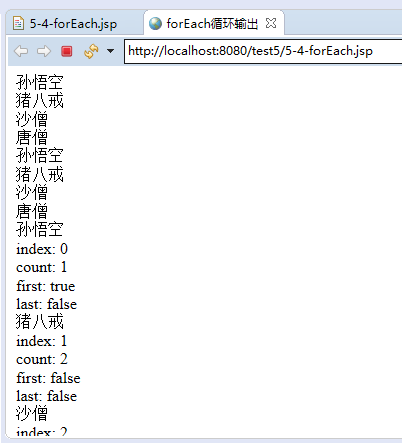 5-4-forEach.jsp
forEach循环输出
http://localhost:8080/test5/5-4-forEach.jsp
孙悟空
猪八戒
沙僧
唐僧
孙悟空
猪八戒
沙僧
唐僧
孙悟空
index: 0
count: 1
first: true
last: false
猪八戒
index: 1
count: 2
first: false
last: false
沙僧
index: 2